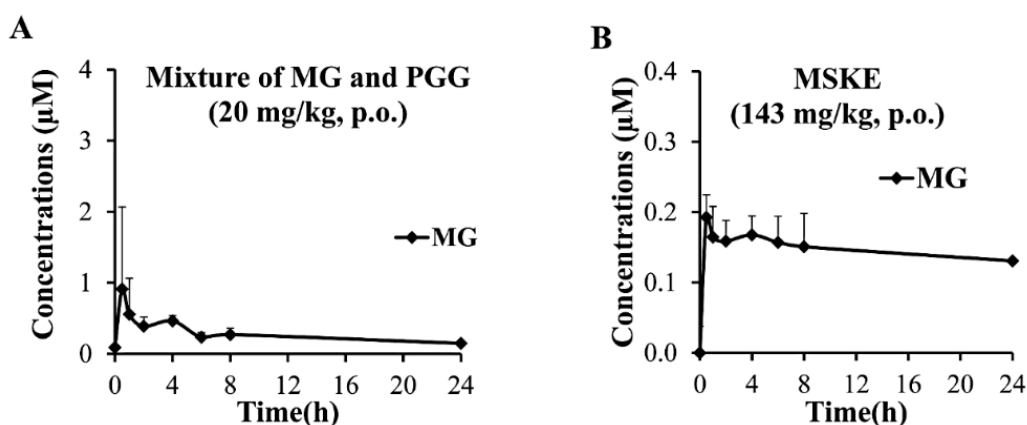 A
Mixture of MG and PGG
(20 mg/kg, p.o.)
Concentrations (μM)
4
3
2
1
0
MG
0 4 8 12 16 20 24
Time(h)
B
MSKE
(143 mg/kg, p.o.)
Concentrations (μM)
0.4
0.3
0.2
0.1
0.0
MG
0 4 8 12 16 20 24
Time(h)